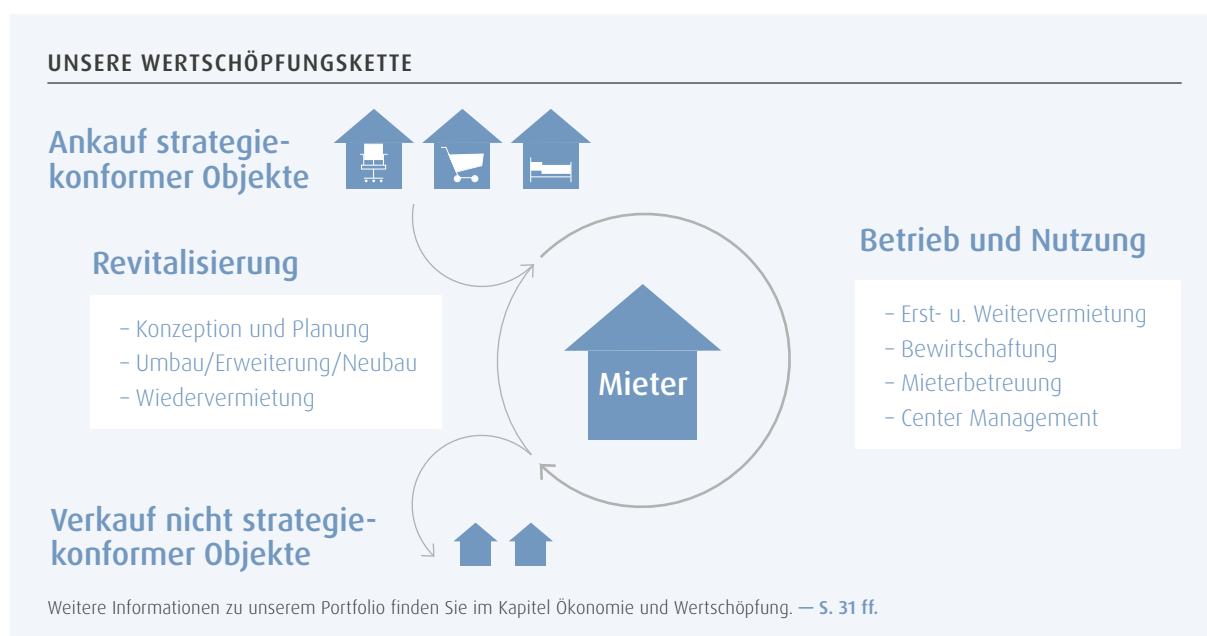 UNSERE WERTSCHÖPFUNGSKETTE
Ankauf strategie-
konformer Objekte
Revitalisierung
– Konzeption und Planung
– Umbau/Erweiterung/Neubau
– Wiedervermietung
Mieter
Betrieb und Nutzung
– Erst- u. Weitervermietung
– Bewirtschaftung
– Mieterbetreuung
– Center Management
Verkauf nicht strategie-
konformer Objekte
Weitere Informationen zu unserem Portfolio finden Sie im Kapitel Ökonomie und Wertschöpfung. — S. 31 ff.